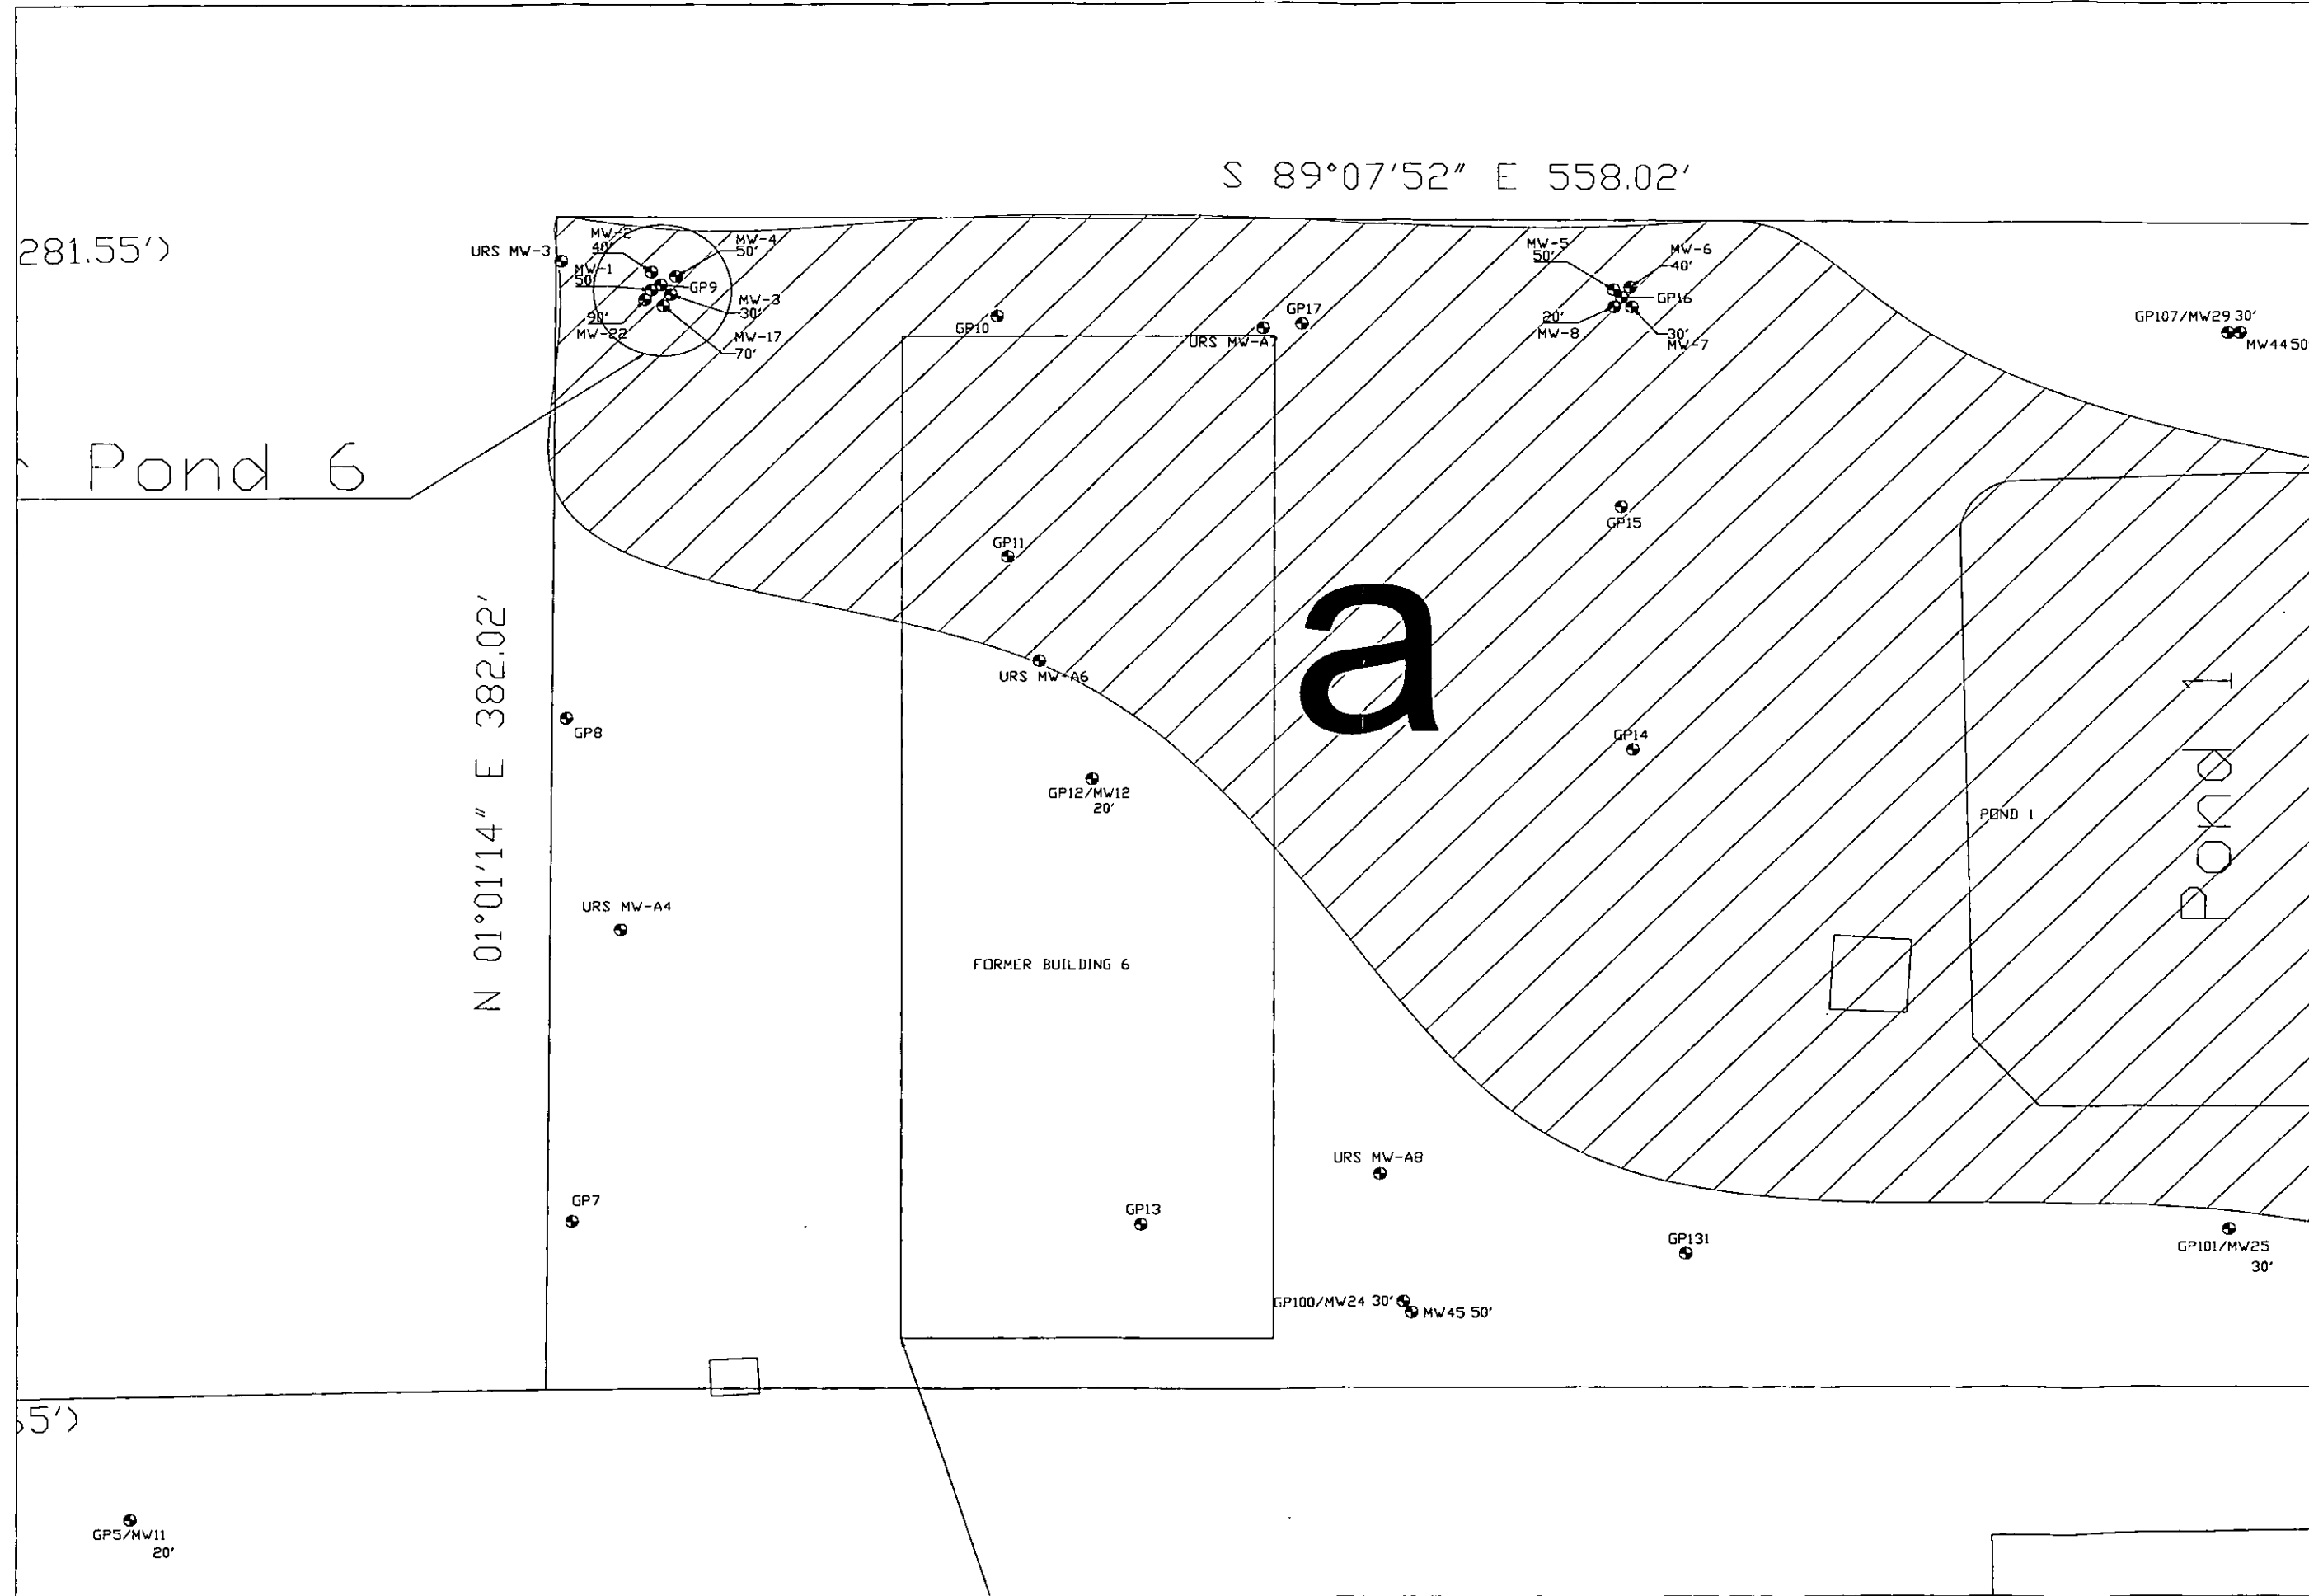 S 89°07'52" E 558.02'
281.55')
URS MW-3
MW-2
40'
MW-4
50'
MW-1
50'
GP9
MW-3
30'
90'
MW-22
MW-17
70'
GP10
URS MW-A7
GP17
MW-5
50'
MW-6
40'
GP16
20'
MW-8
30'
MW-7
GP107/MW29 30'
MW44 50
Pond 6
GP15
GP11
a
N 01°01'14" E 382.02'
URS MW-A6
GP8
GP14
GP12/MW12
20'
POND 1
Pond 1
URS MW-A4
FORMER BUILDING 6
URS MW-A8
GP7
GP13
GP131
GP101/MW25
30'
GP100/MW24 30'
MW45 50'
5')
GP5/MW11
20'